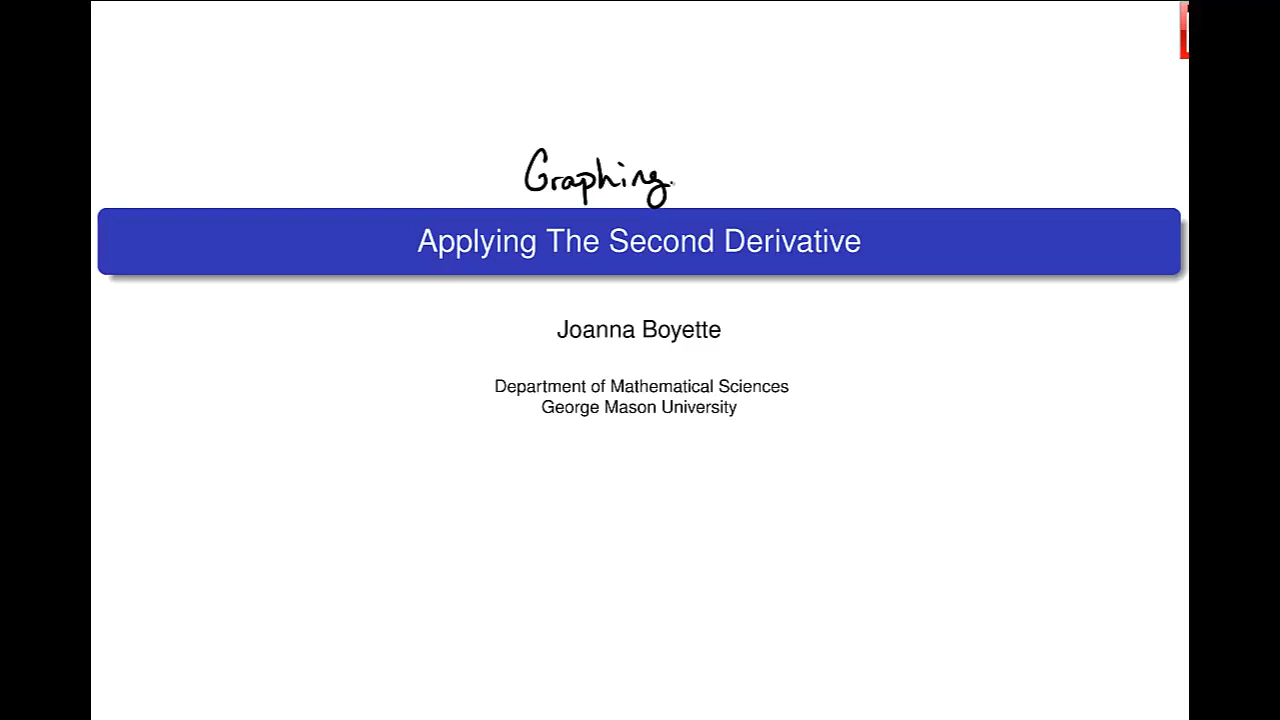 Graphing
Applying The Second Derivative
Joanna Boyette
Department of Mathematical Sciences
George Mason University